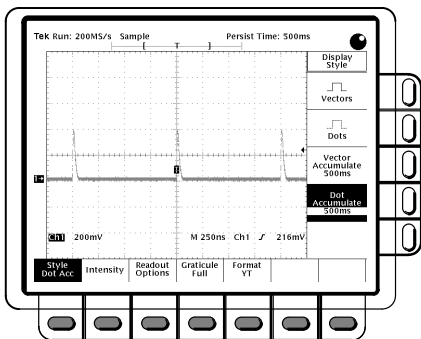 Tek Run: 200MS/s Sample Persist Time: 500ms
[ T ]
Display
Style
Vectors
Dots
Vector
Accumulate
500ms
Dot
Accumulate
500ms
1
Ch1 200mV M 250ns Ch1 216mV
Style
Dot Acc
Intensity
Readout
Options
Graticule
Full
Format
YT